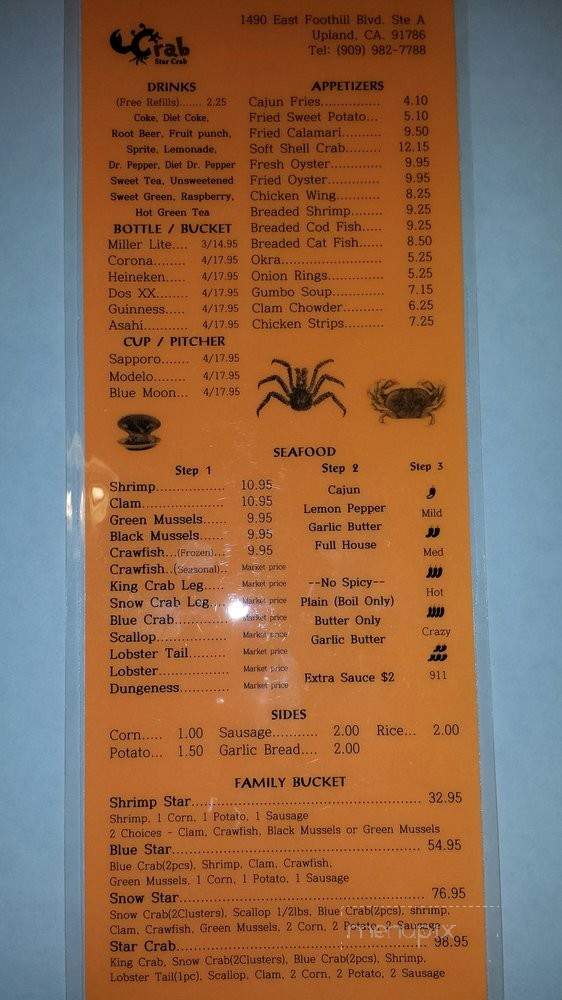 Crab
Star Crab
1490 East Foothill Blvd. Ste A
Upland, CA. 91786
Tel: (909) 982-7788
DRINKS
(Free Refills)....... 2.25
Coke, Diet Coke,
Root Beer, Fruit punch,
Sprite, Lemonade,
Dr. Pepper, Diet Dr. Pepper
Sweet Tea, Unsweetened
Sweet Green, Raspberry,
Hot Green Tea
BOTTLE / BUCKET
Miller Lite.... 3/14.95
Corona........ 4/17.95
Heineken..... 4/17.95
Dos XX........ 4/17.95
Guinness...... 4/17.95
Asahi........... 4/17.95
CUP / PITCHER
Sapporo....... 4/17.95
Modelo........ 4/17.95
Blue Moon... 4/17.95
APPETIZERS
Cajun Fries............... 4.10
Fried Sweet Potato... 5.10
Fried Calamari.......... 9.50
Soft Shell Crab......... 12.15
Fresh Oyster............. 9.95
Fried Oyster............. 9.95
Chicken Wing........... 8.25
Breaded Shrimp........ 9.25
Breaded Cod Fish..... 9.25
Breaded Cat Fish...... 8.50
Okra......................... 5.25
Onion Rings.............. 5.25
Gumbo Soup............. 7.15
Clam Chowder.......... 6.25
Chicken Strips.......... 7.25
SEAFOOD
Step 1
Shrimp.................. 10.95
Clam..................... 10.95
Green Mussels...... 9.95
Black Mussels....... 9.95
Crawfish...(Frozen)... 9.95
Crawfish..(Seasonal).. Market price
King Crab Leg..... Market price
Snow Crab Leg.... Market price
Blue Crab............. Market price
Scallop................. Market price
Lobster Tail......... Market price
Lobster................. Market price
Dungeness............ Market price
Step 2
Cajun
Lemon Pepper
Garlic Butter
Full House
--No Spicy--
Plain (Boil Only)
Butter Only
Garlic Butter
Extra Sauce $2
Step 3
Mild
Med
Hot
Crazy
911
SIDES
Corn..... 1.00 Sausage........... 2.00 Rice... 2.00
Potato... 1.50 Garlic Bread.... 2.00
FAMILY BUCKET
Shrimp Star.................................................. 32.95
Shrimp, 1 Corn, 1 Potato, 1 Sausage
2 Choices - Clam, Crawfish, Black Mussels or Green Mussels
Blue Star...................................................... 54.95
Blue Crab(2pcs), Shrimp, Clam, Crawfish,
Green Mussels, 1 Corn, 1 Potato, 1 Sausage
Snow Star..................................................... 76.95
Snow Crab(2Clusters), Scallop 1/2lbs, Blue Crab(2pcs), shrimp,
Clam, Crawfish, Green Mussels, 2 Corn, 2 Potato, 2 Sausage
Star Crab...................................................... 98.95
King Crab, Snow Crab(2Clusters), Blue Crab(2pcs), Shrimp,
Lobster Tail(1pc), Scallop, Clam, 2 Corn, 2 Potato, 2 Sausage
menupix